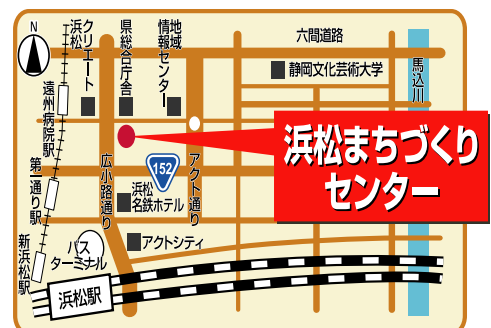 N
クリエート
浜松
県総合庁舎
地域
情報センター
六間道路
静岡文化芸術大学
馬込川
遠州病院駅
浜松まちづくり
センター
152
広小路通り
アクト通り
第一通り駅
浜松
名鉄ホテル
新浜松駅
バス
ターミナル
アクトシティ
浜松駅